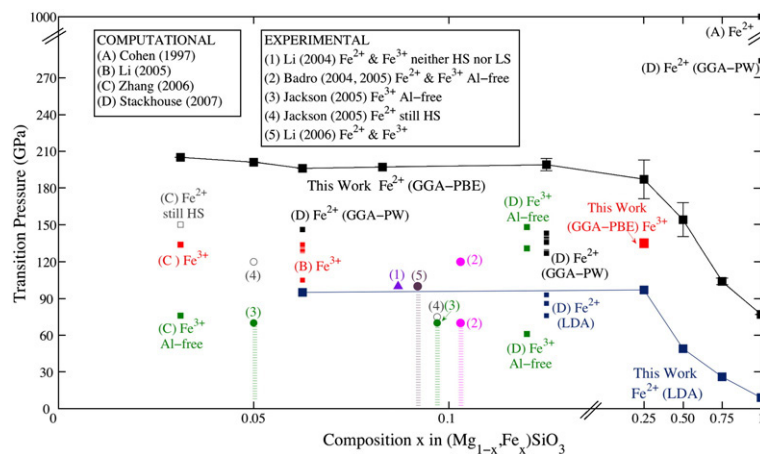 1000
270
240
210
180
150
120
90
60
30
0
Transition Pressure (GPa)
COMPUTATIONAL
(A) Cohen (1997)
(B) Li (2005)
(C) Zhang (2006)
(D) Stackhouse (2007)
EXPERIMENTAL
(1) Li (2004) Fe²⁺ & Fe³⁺ neither HS nor LS
(2) Badro (2004, 2005) Fe²⁺ & Fe³⁺ Al-free
(3) Jackson (2005) Fe³⁺ Al-free
(4) Jackson (2005) Fe²⁺ still HS
(5) Li (2006) Fe²⁺ & Fe³⁺
(A) Fe²⁺
(D) Fe²⁺ (GGA-PW)
This Work Fe²⁺ (GGA-PBE)
(C) Fe²⁺
still HS
(C ) Fe³⁺
(C) Fe³⁺
Al-free
(4)
(3)
(D) Fe²⁺ (GGA-PW)
(B) Fe³⁺
(1)
(5)
(2)
(4)
(3)
(2)
(D) Fe³⁺
Al-free
(D) Fe²⁺
(GGA-PW)
(D) Fe²⁺
(LDA)
(D) Fe³⁺
Al-free
This Work
(GGA-PBE) Fe³⁺
This Work
Fe²⁺ (LDA)
0.05
0.1
0.25
0.50
0.75
Composition x in (Mg₁₋ₓ,Feₓ)SiO₃